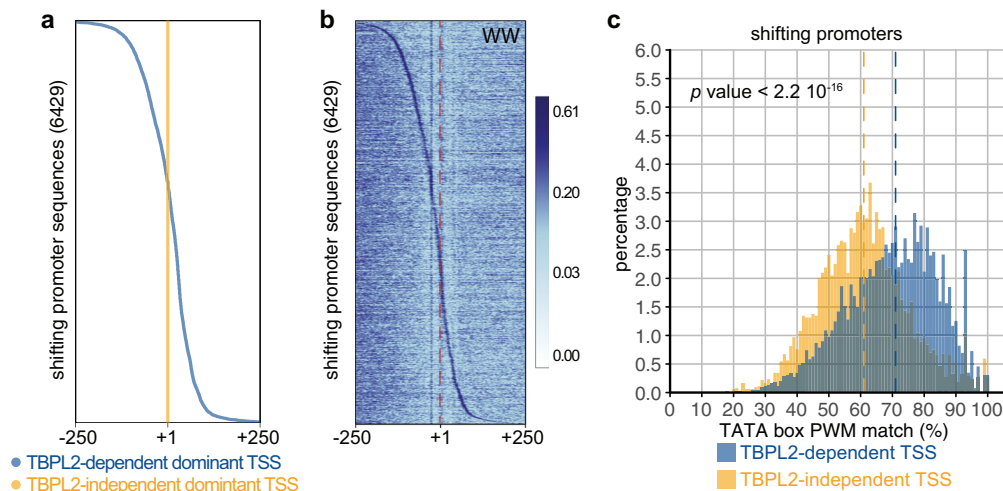 a
shifting promoter sequences (6429)
-250
+1
+250
TBPL2-dependent dominant TSS
TBPL2-independent dominant TSS
b
shifting promoter sequences (6429)
WW
0.61
0.20
0.03
0.00
-250
+1
+250
c
shifting promoters
p value < 2.2 10-16
percentage
6.0
5.5
5.0
4.5
4.0
3.5
3.0
2.5
2.0
1.5
1.0
0.5
0.0
0 10 20 30 40 50 60 70 80 90 100
TATA box PWM match (%)
TBPL2-dependent TSS
TBPL2-independent TSS